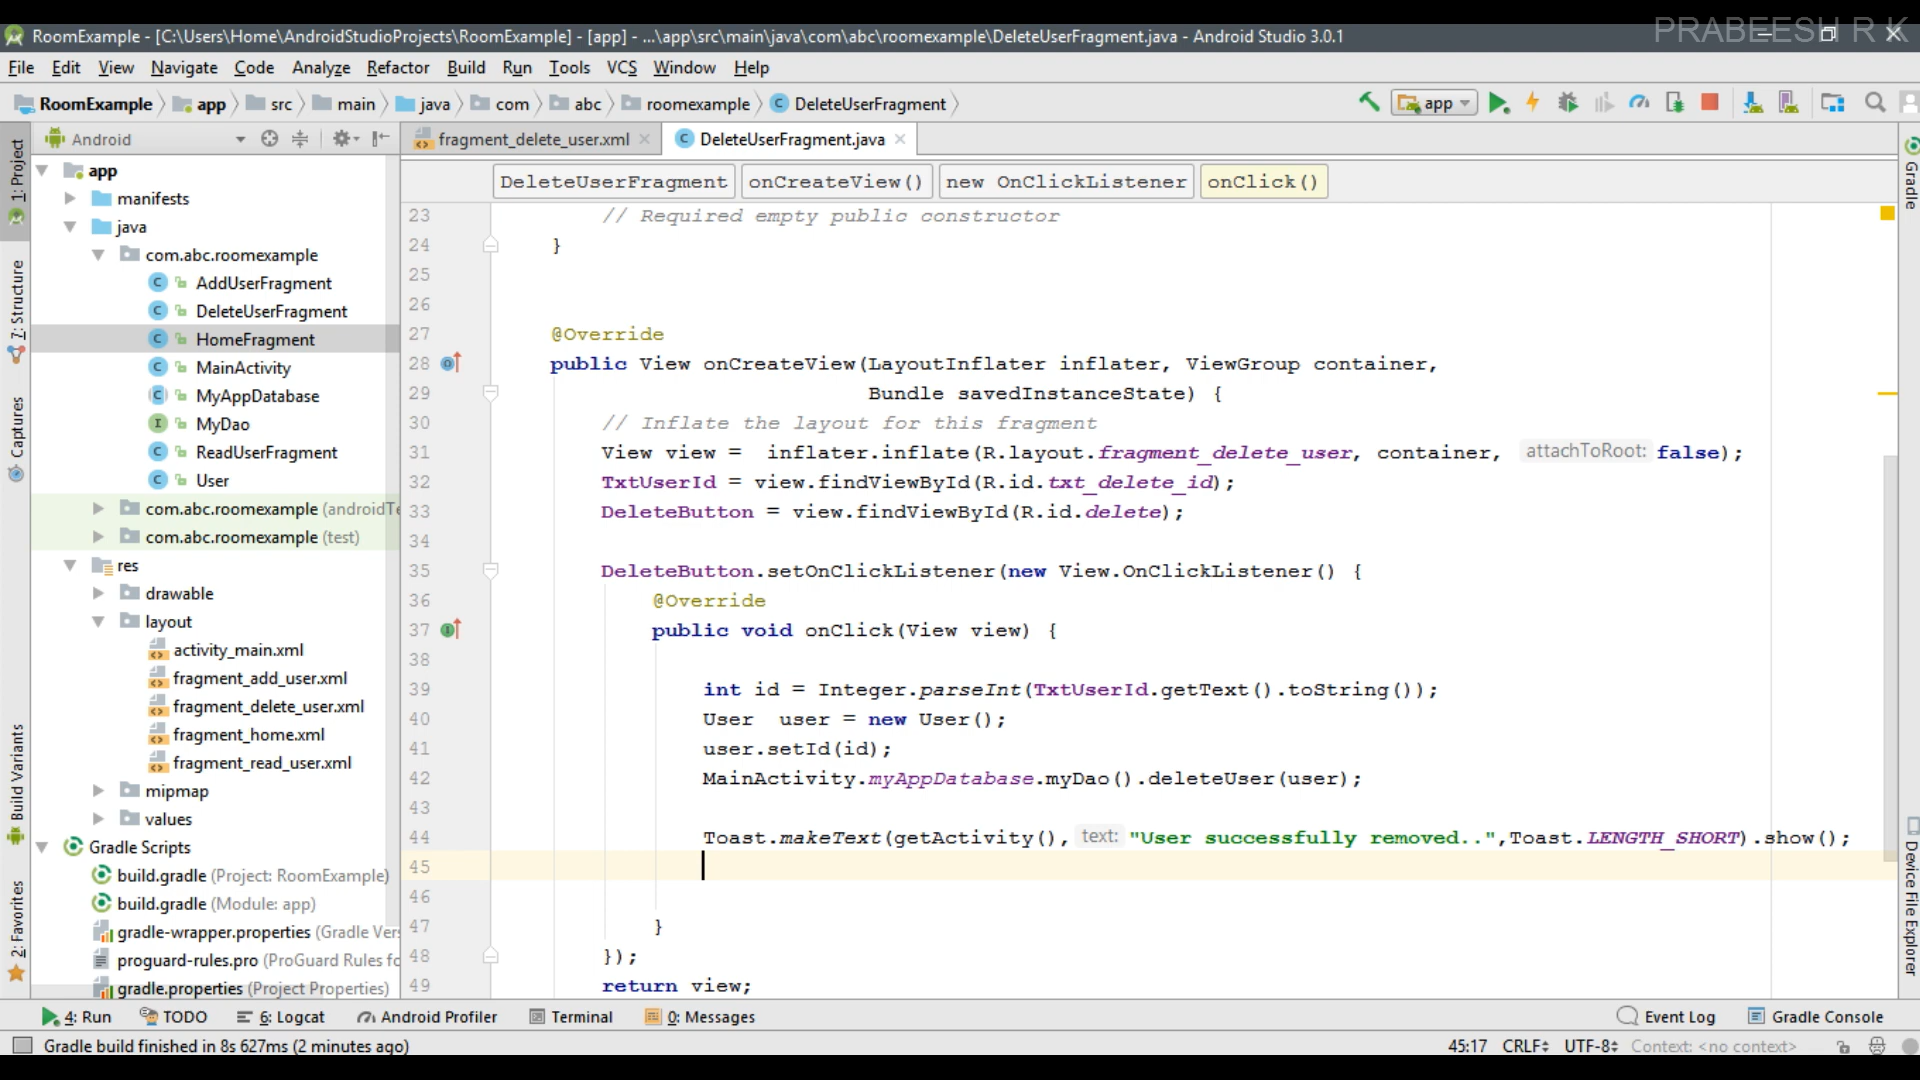 PRABEESH R K
RoomExample - [C:\Users\Home\AndroidStudioProjects\RoomExample] - [app] - ...\app\src\main\java\com\abc\roomexample\DeleteUserFragment.java - Android Studio 3.0.1
File Edit View Navigate Code Analyze Refactor Build Run Tools VCS Window Help
RoomExample app src main java com abc roomexample DeleteUserFragment app
Android fragment_delete_user.xml DeleteUserFragment.java
DeleteUserFragment onCreateView() new OnClickListener onClick()
1: Project
7: Structure
Captures
Build Variants
2: Favorites
app
manifests
java
com.abc.roomexample
AddUserFragment
DeleteUserFragment
HomeFragment
MainActivity
MyAppDatabase
MyDao
ReadUserFragment
User
com.abc.roomexample (androidTe
com.abc.roomexample (test)
res
drawable
layout
activity_main.xml
fragment_add_user.xml
fragment_delete_user.xml
fragment_home.xml
fragment_read_user.xml
mipmap
values
Gradle Scripts
build.gradle (Project: RoomExample)
build.gradle (Module: app)
gradle-wrapper.properties (Gradle Vers
proguard-rules.pro (ProGuard Rules fo
gradle.properties (Project Properties)
23 // Required empty public constructor
24 }
25
26
27 @Override
28 public View onCreateView(LayoutInflater inflater, ViewGroup container,
29 Bundle savedInstanceState) {
30 // Inflate the layout for this fragment
31 View view =  inflater.inflate(R.layout.fragment_delete_user, container, attachToRoot: false);
32 TxtUserId = view.findViewById(R.id.txt_delete_id);
33 DeleteButton = view.findViewById(R.id.delete);
34
35 DeleteButton.setOnClickListener(new View.OnClickListener() {
36 @Override
37 public void onClick(View view) {
38
39 int id = Integer.parseInt(TxtUserId.getText().toString());
40 User  user = new User();
41 user.setId(id);
42 MainActivity.myAppDatabase.myDao().deleteUser(user);
43
44 Toast.makeText(getActivity(), text: "User successfully removed..",Toast.LENGTH_SHORT).show();
45
46
47 }
48 });
49 return view;
Gradle
Device File Explorer
4: Run TODO 6: Logcat Android Profiler Terminal 0: Messages Event Log Gradle Console
Gradle build finished in 8s 627ms (2 minutes ago) 45:17 CRLF UTF-8 Context: <no context>